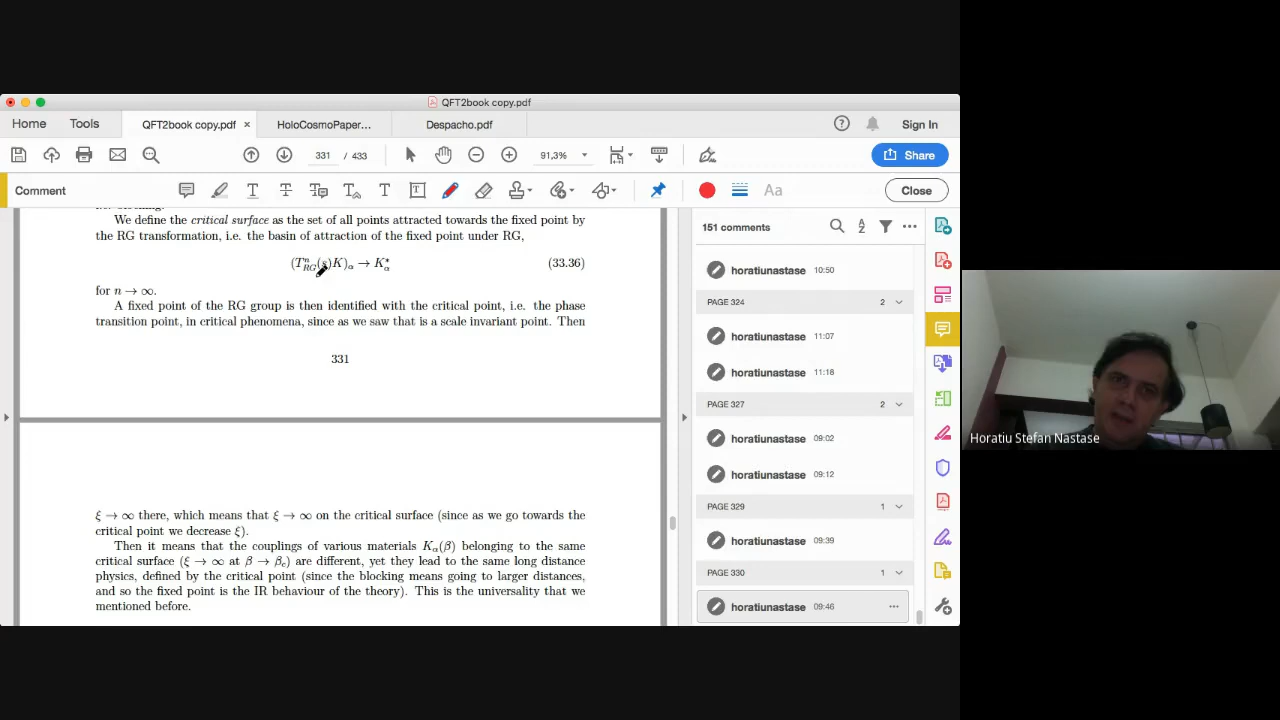 QFT2book copy.pdf
Home Tools QFT2book copy.pdf × HoloCosmoPaper... Despacho.pdf Sign In
331 / 433 91,3% Share
Comment Aa Close
We define the critical surface as the set of all points attracted towards the fixed point by
the RG transformation, i.e. the basin of attraction of the fixed point under RG,
(T^n_{RG}(s)K)_α → K^*_α (33.36)
for n → ∞.
A fixed point of the RG group is then identified with the critical point, i.e. the phase
transition point, in critical phenomena, since as we saw that is a scale invariant point. Then
331
ξ → ∞ there, which means that ξ → ∞ on the critical surface (since as we go towards the
critical point we decrease ξ).
Then it means that the couplings of various materials K_α(β) belonging to the same
critical surface (ξ → ∞ at β → β_c) are different, yet they lead to the same long distance
physics, defined by the critical point (since the blocking means going to larger distances,
and so the fixed point is the IR behaviour of the theory). This is the universality that we
mentioned before.
151 comments
horatiunastase 10:50
PAGE 324 2
horatiunastase 11:07
horatiunastase 11:18
PAGE 327 2
horatiunastase 09:02
horatiunastase 09:12
PAGE 329 1
horatiunastase 09:39
PAGE 330 1
horatiunastase 09:46
Horatiu Stefan Nastase